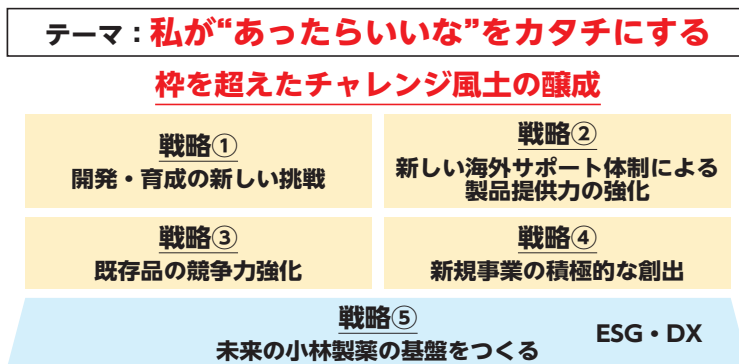 テーマ：私が“あったらいいな”をカタチにする
枠を超えたチャレンジ風土の醸成
戦略①
開発・育成の新しい挑戦
戦略②
新しい海外サポート体制による
製品提供力の強化
戦略③
既存品の競争力強化
戦略④
新規事業の積極的な創出
戦略⑤
未来の小林製薬の基盤をつくる
ESG・DX